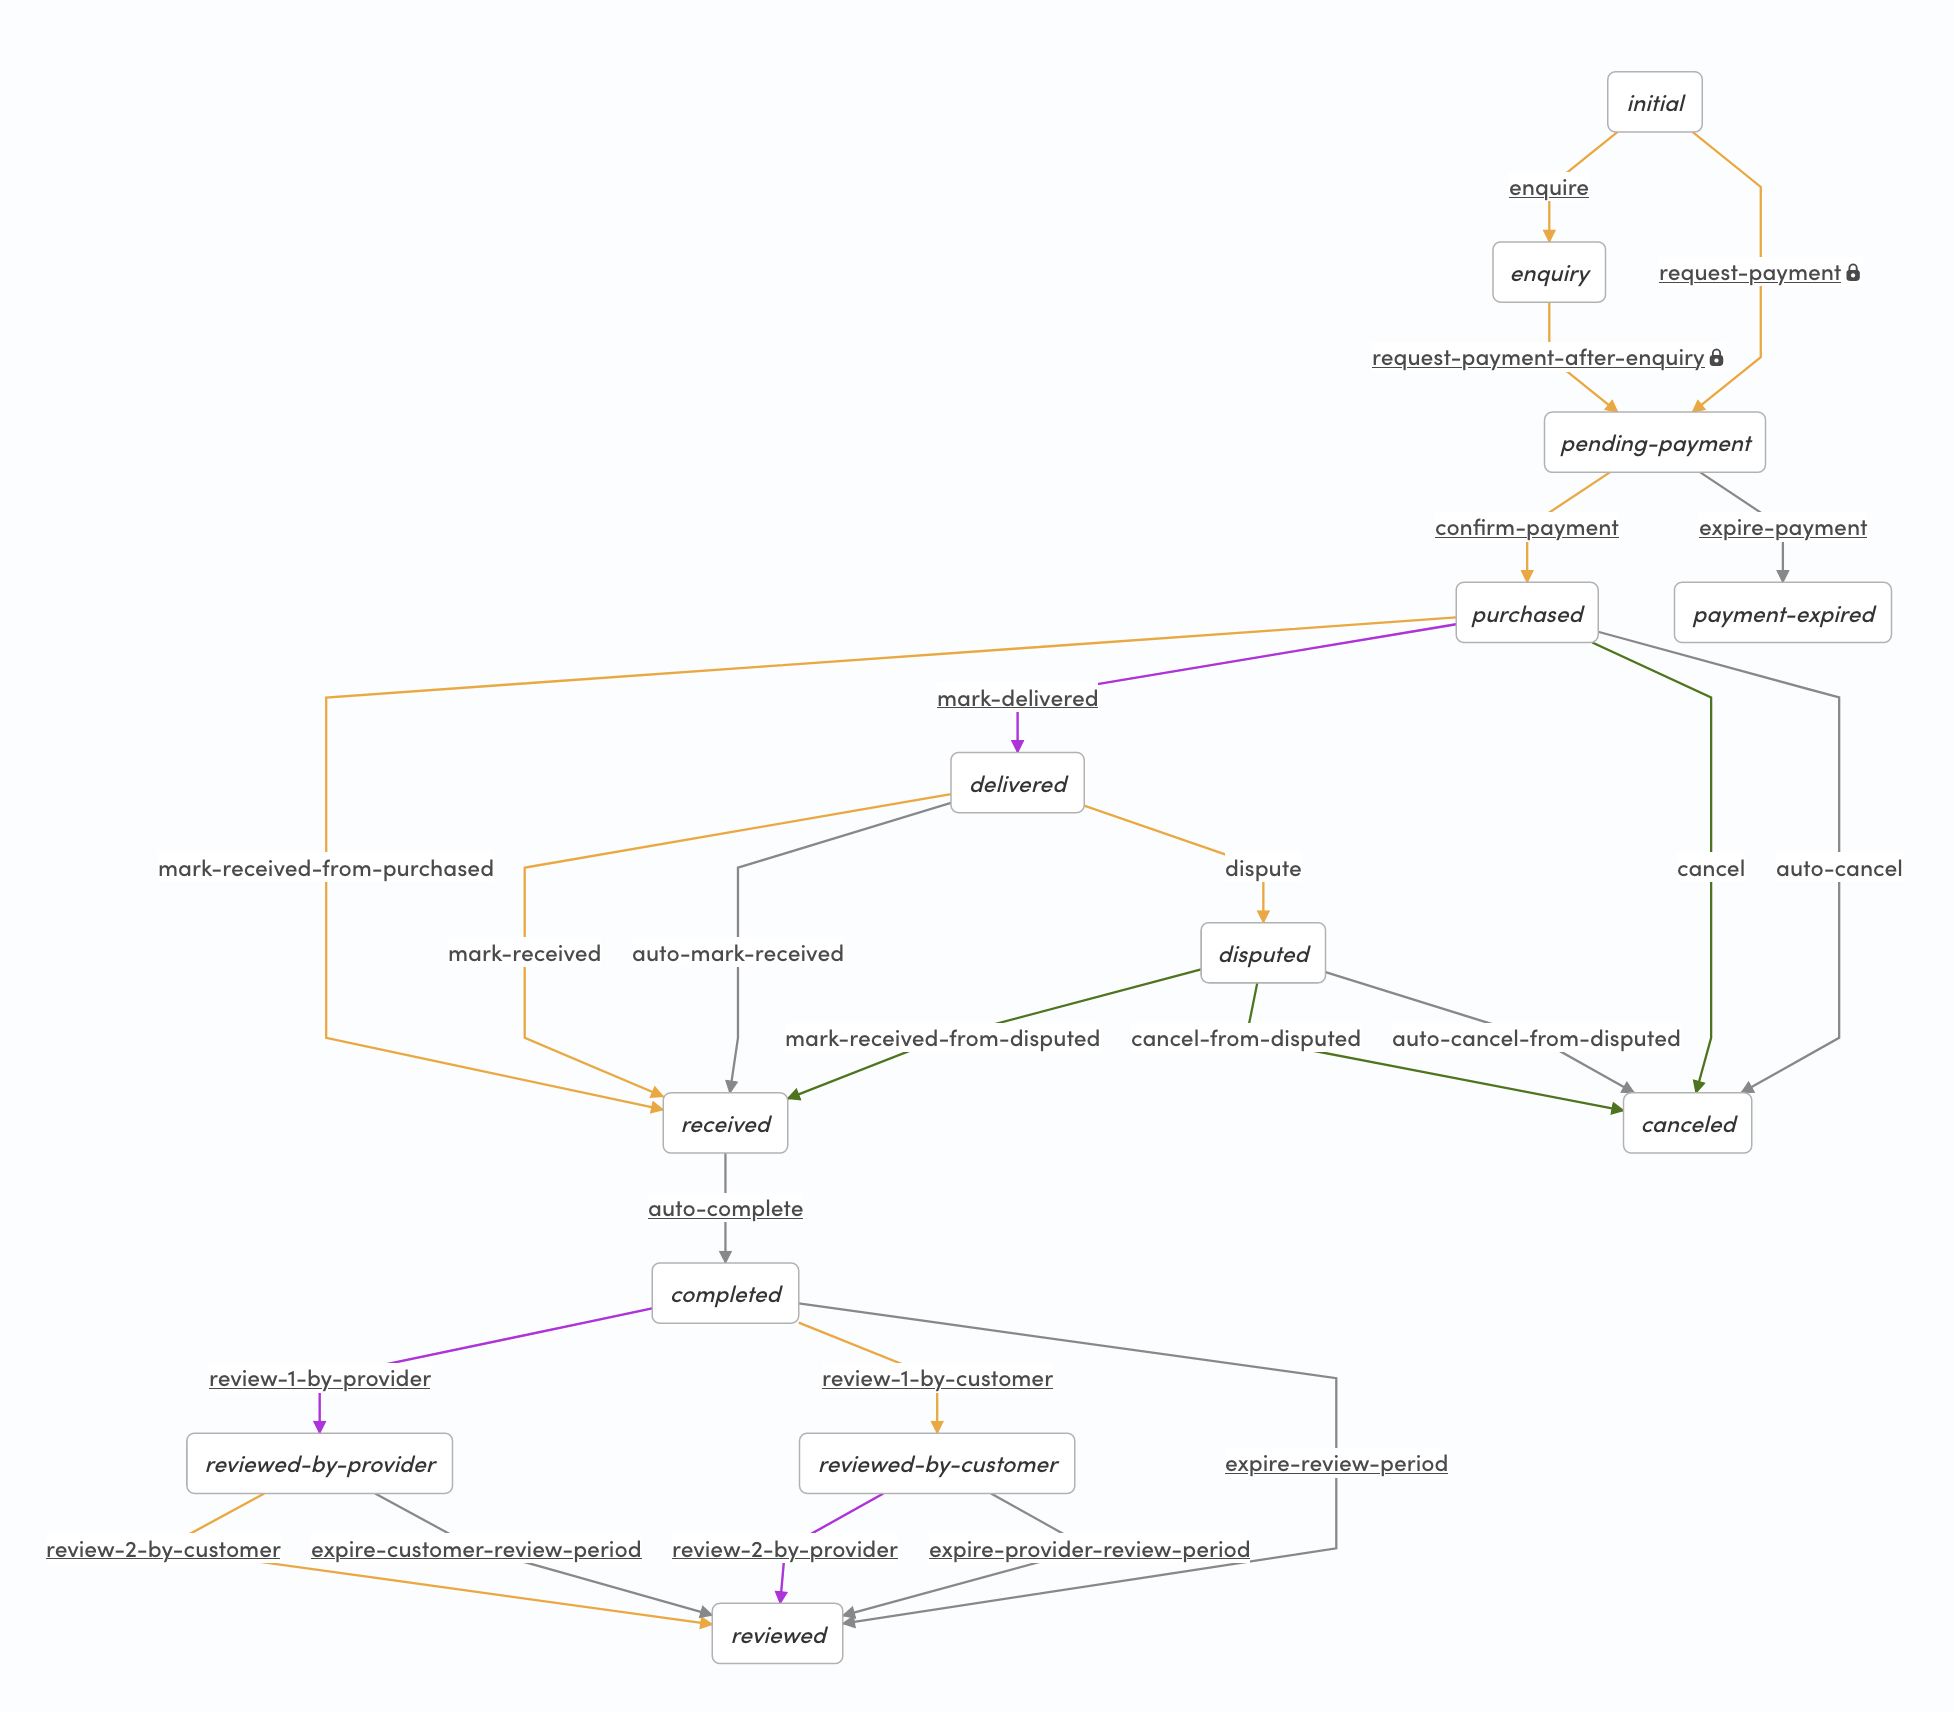 initial
enquire
enquiry
request-payment
request-payment-after-enquiry
pending-payment
confirm-payment
expire-payment
purchased
payment-expired
mark-delivered
delivered
mark-received-from-purchased
dispute
cancel
auto-cancel
mark-received
auto-mark-received
disputed
mark-received-from-disputed
cancel-from-disputed
auto-cancel-from-disputed
received
canceled
auto-complete
completed
review-1-by-provider
review-1-by-customer
reviewed-by-provider
reviewed-by-customer
expire-review-period
review-2-by-customer
expire-customer-review-period
review-2-by-provider
expire-provider-review-period
reviewed